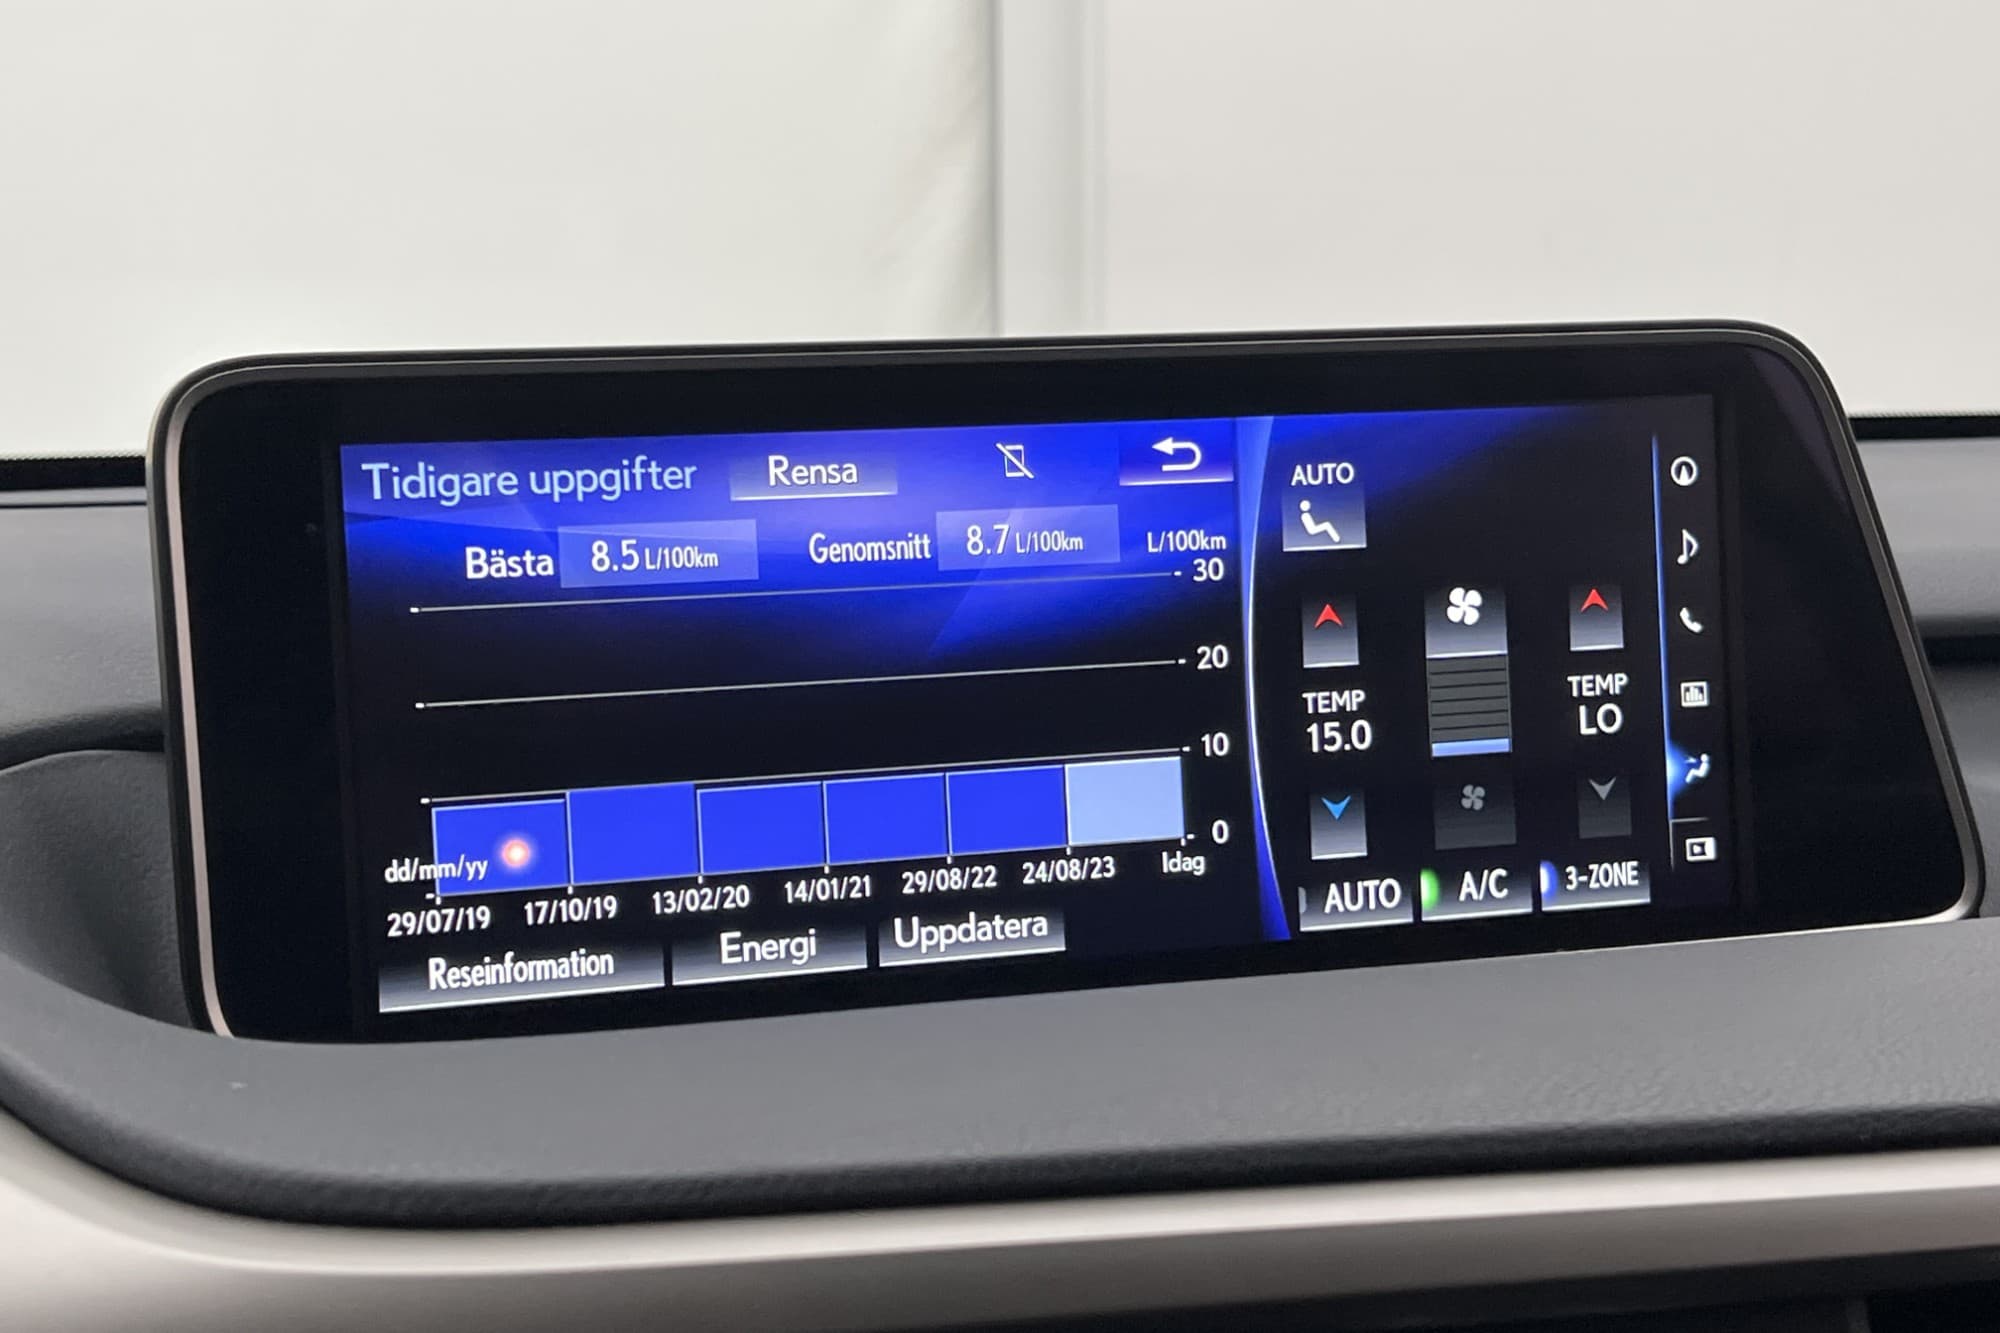 Tidigare uppgifter Rensa
Bästa 8.5 L/100km Genomsnitt 8.7 L/100km L/100km
30
20
10
0
dd/mm/yy
29/07/19 17/10/19 13/02/20 14/01/21 29/08/22 24/08/23 Idag
Reseinformation Energi Uppdatera
AUTO
TEMP
15.0
TEMP
LO
AUTO A/C 3-ZONE